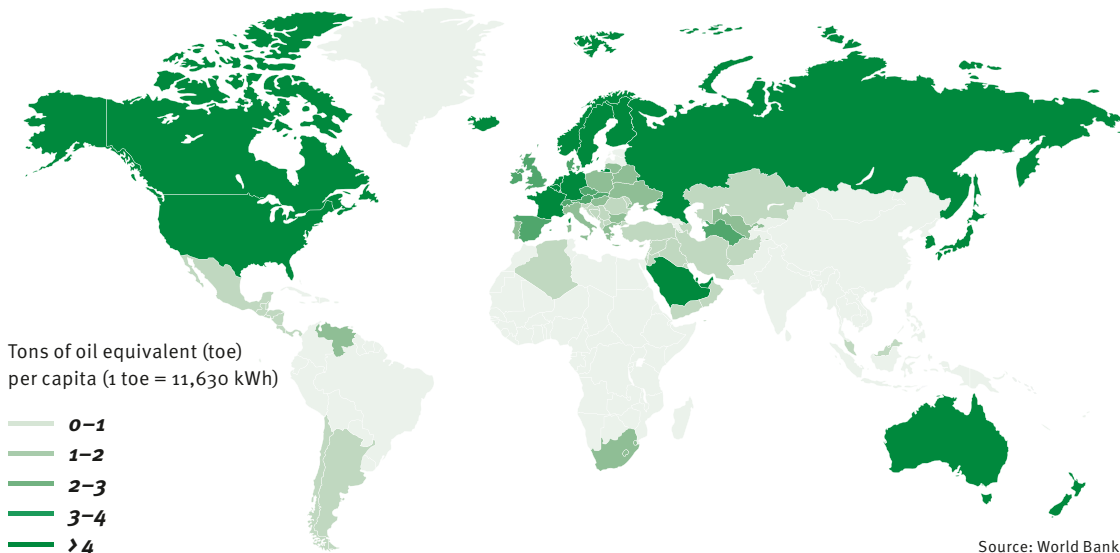 Tons of oil equivalent (toe)
per capita (1 toe = 11,630 kWh)
0–1
1–2
2–3
3–4
>4
Source: World Bank